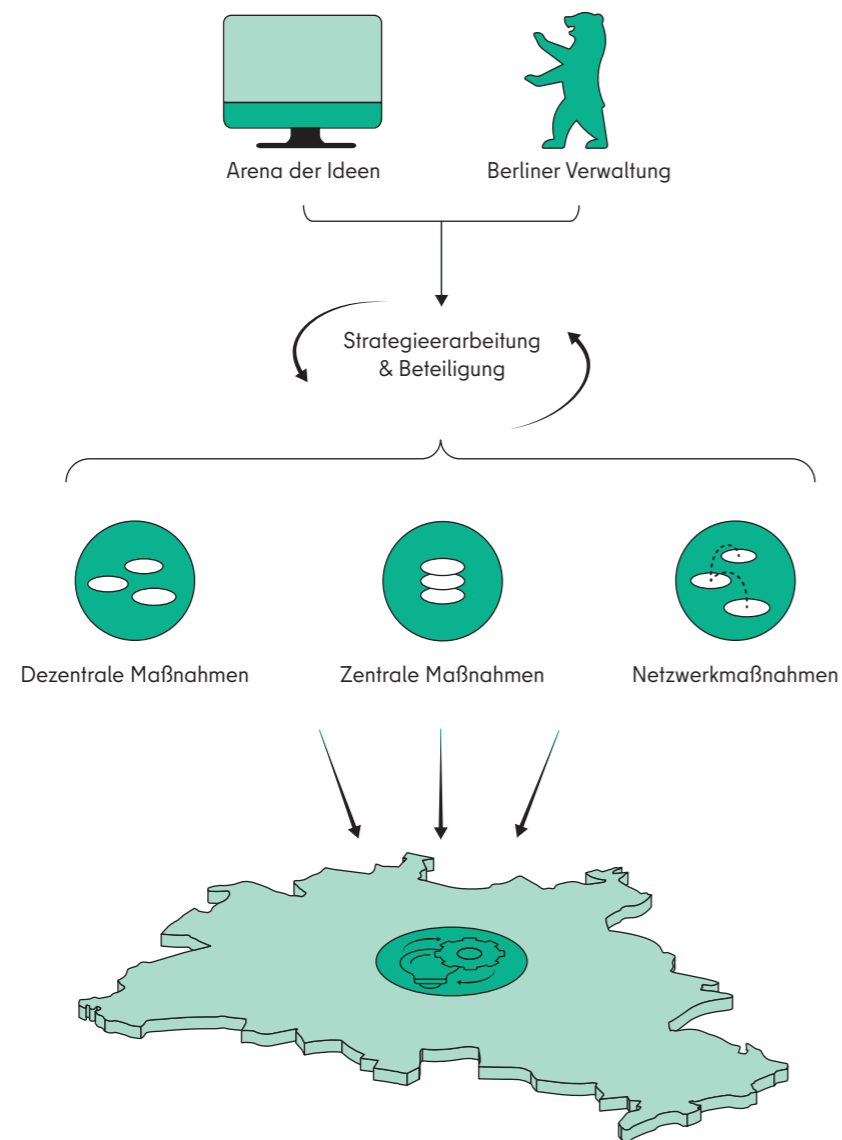 Arena der Ideen
Berliner Verwaltung
Strategieerarbeitung
& Beteiligung
Dezentrale Maßnahmen
Zentrale Maßnahmen
Netzwerkmaßnahmen